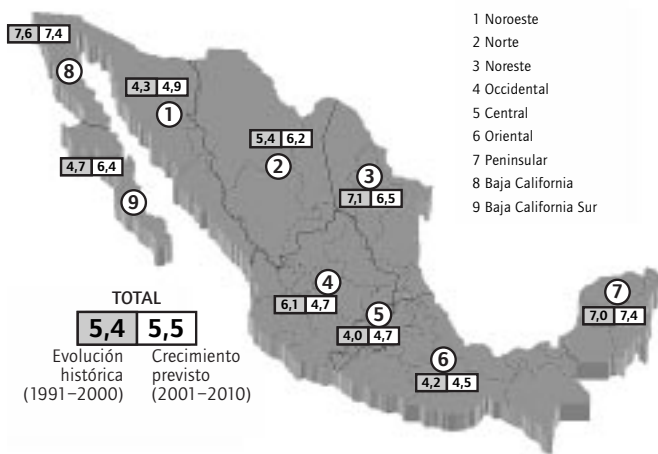 7,6 7,4
8
4,3 4,9
1
5,4 6,2
2
3
7,1 6,5
4,7 6,4
9
4
6,1 4,7
5
4,0 4,7
6
4,2 4,5
7
7,0 7,4
1 Noroeste
2 Norte
3 Noreste
4 Occidental
5 Central
6 Oriental
7 Peninsular
8 Baja California
9 Baja California Sur
TOTAL
5,4 5,5
Evolución Crecimiento
histórica previsto
(1991–2000) (2001–2010)